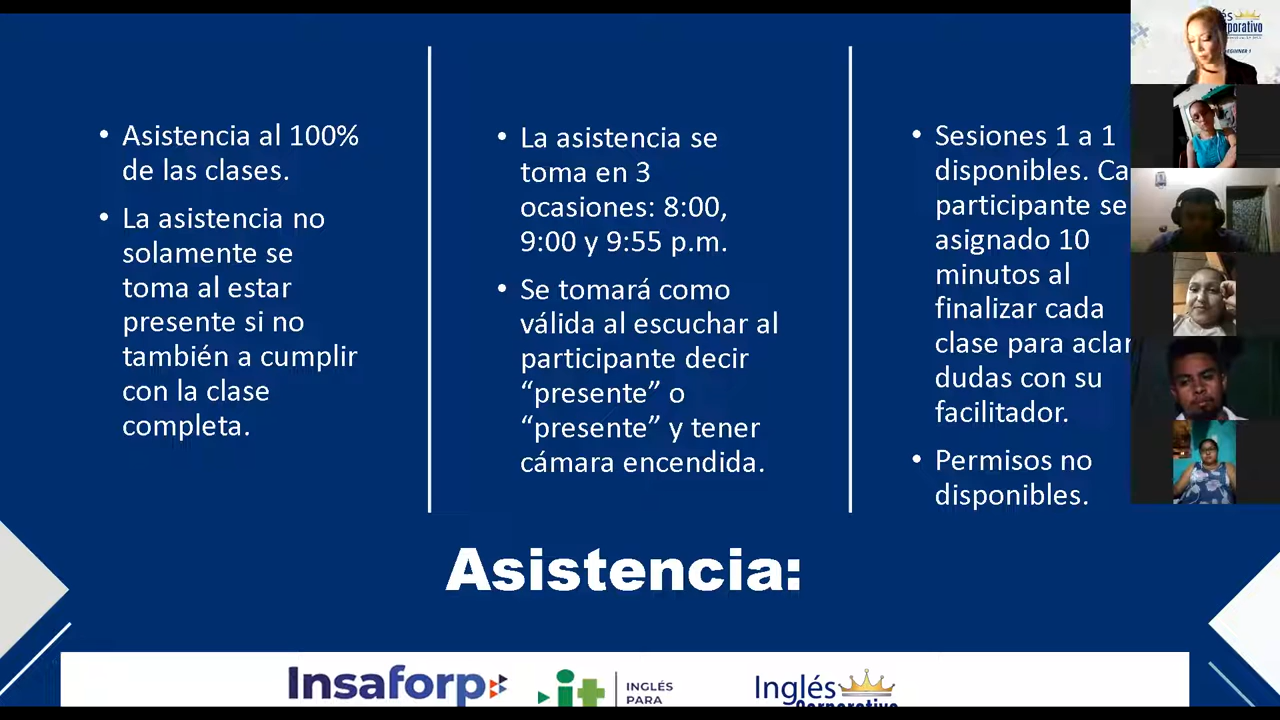 • Asistencia al 100%
de las clases.
• La asistencia no
solamente se
toma al estar
presente si no
también a cumplir
con la clase
completa.
• La asistencia se
toma en 3
ocasiones: 8:00,
9:00 y 9:55 p.m.
• Se tomará como
válida al escuchar al
participante decir
“presente” o
“presente” y tener
cámara encendida.
• Sesiones 1 a 1
disponibles. Ca
participante se
asignado 10
minutos al
finalizar cada
clase para aclar
dudas con su
facilitador.
• Permisos no
disponibles.
Asistencia:
Insaforp
it
INGLÉS
PARA
Inglés
Corporativo